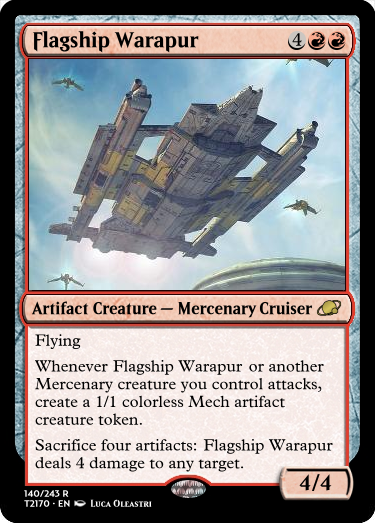 Flagship Warapur 4
Artifact Creature — Mercenary Cruiser
Flying
Whenever Flagship Warapur or another
Mercenary creature you control attacks,
create a 1/1 colorless Mech artifact
creature token.
Sacrifice four artifacts: Flagship Warapur
deals 4 damage to any target.
4/4
140/243 R
T2170 • EN Luca Oleastri